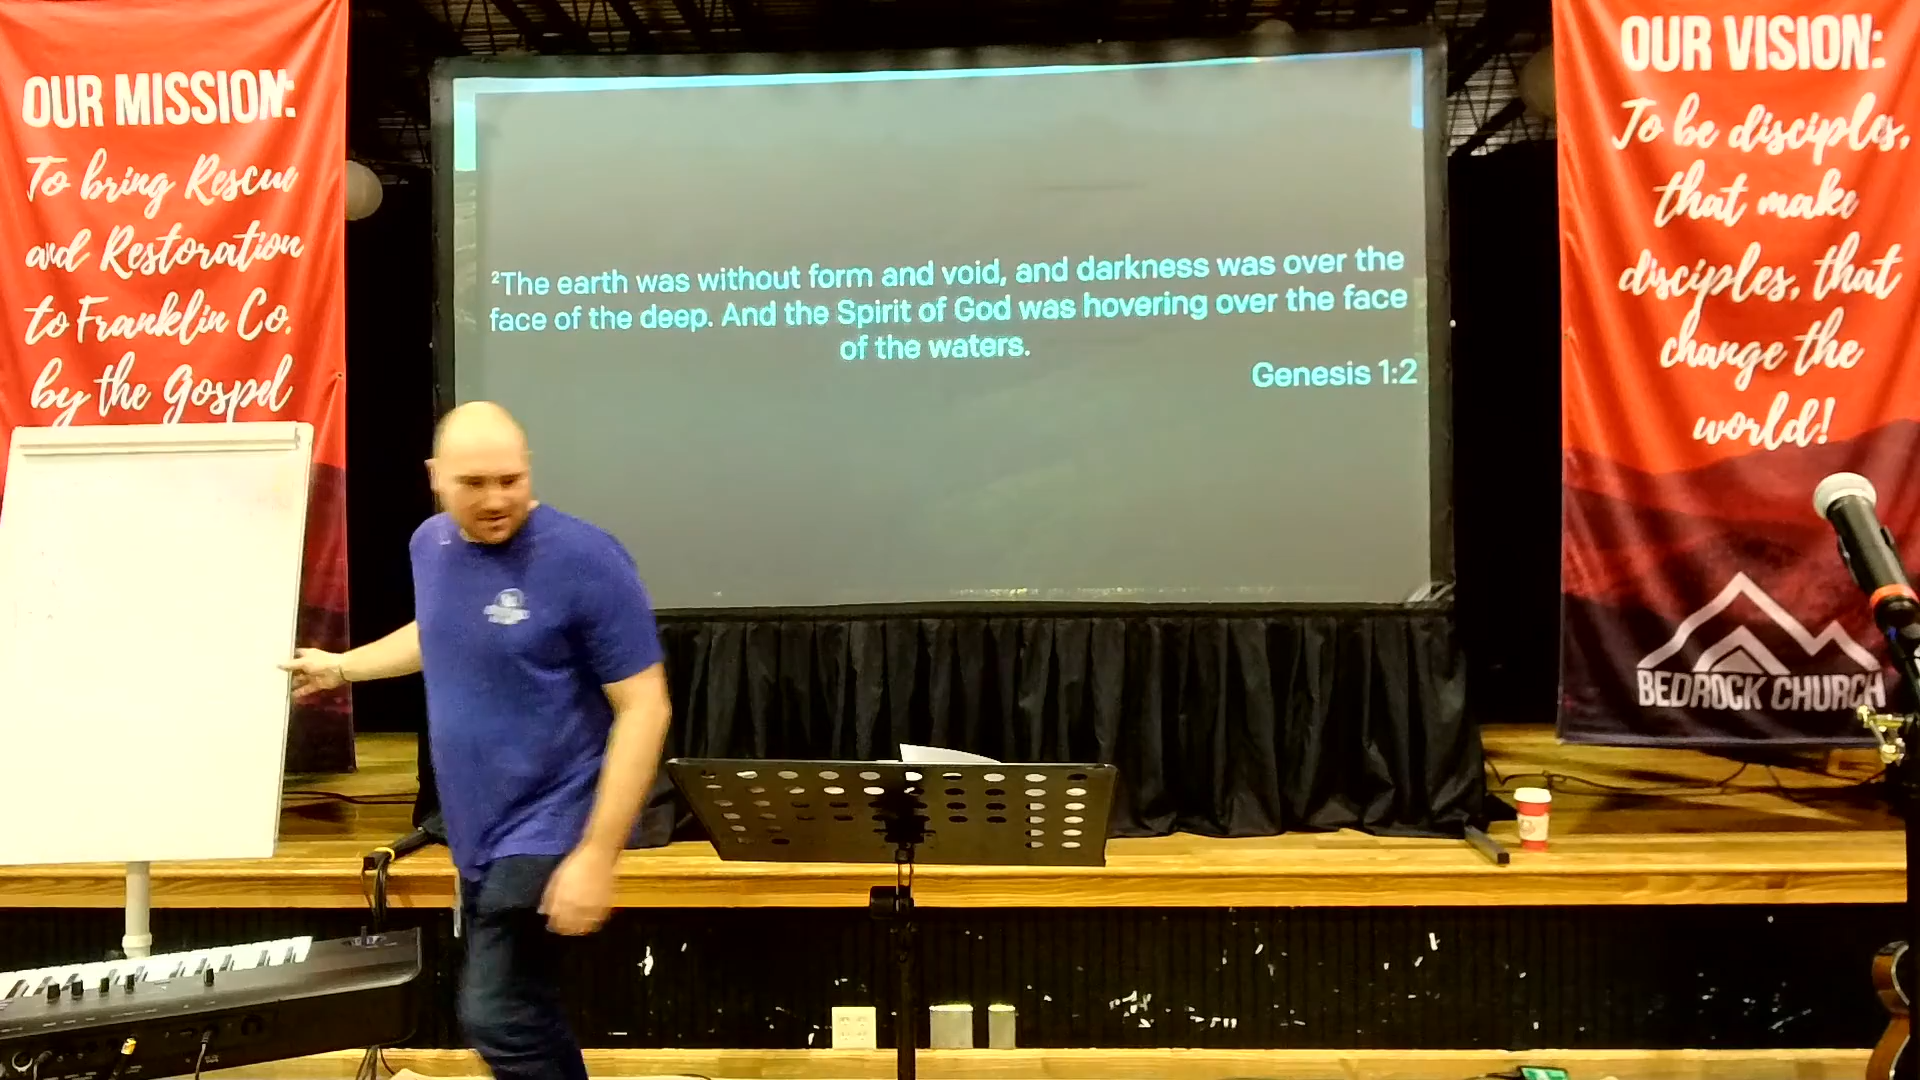 OUR MISSION:
To bring Rescue
and Restoration
to Franklin Co.
by the Gospel
²The earth was without form and void, and darkness was over the
face of the deep. And the Spirit of God was hovering over the face
of the waters.
Genesis 1:2
OUR VISION:
To be disciples,
that make
disciples, that
change the
world!
BEDROCK CHURCH